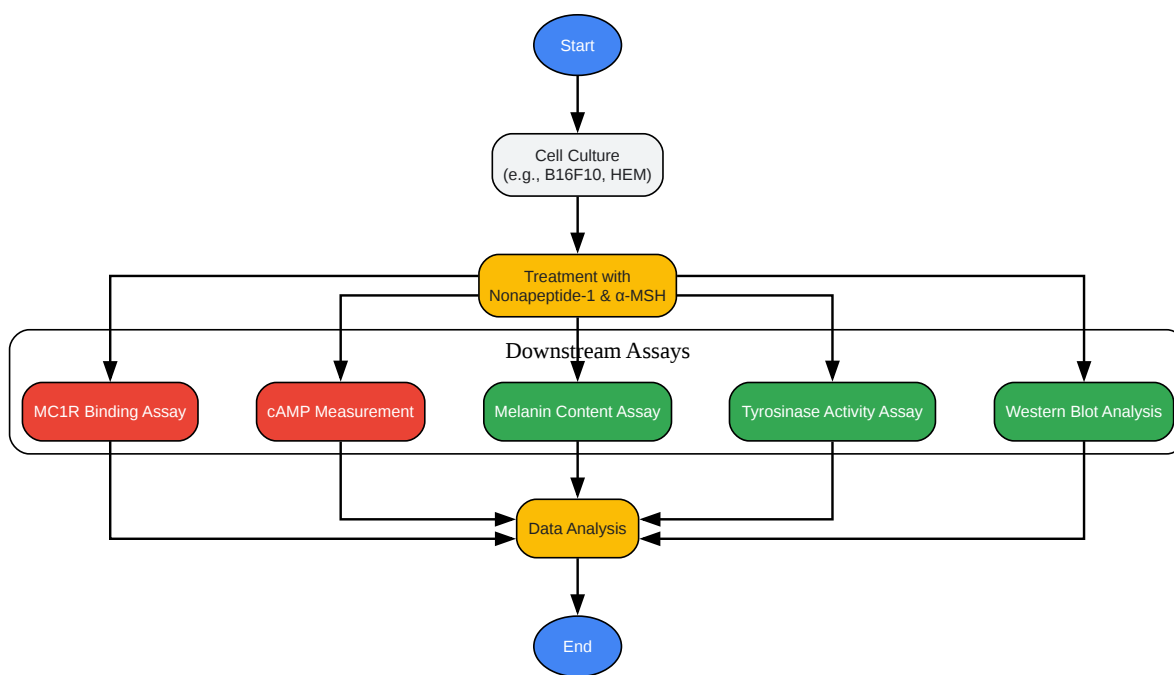 Start
Cell Culture
(e.g., B16F10, HEM)
Treatment with
Nonapeptide-1 & α-MSH
Downstream Assays
MC1R Binding Assay
cAMP Measurement
Melanin Content Assay
Tyrosinase Activity Assay
Western Blot Analysis
Data Analysis
End